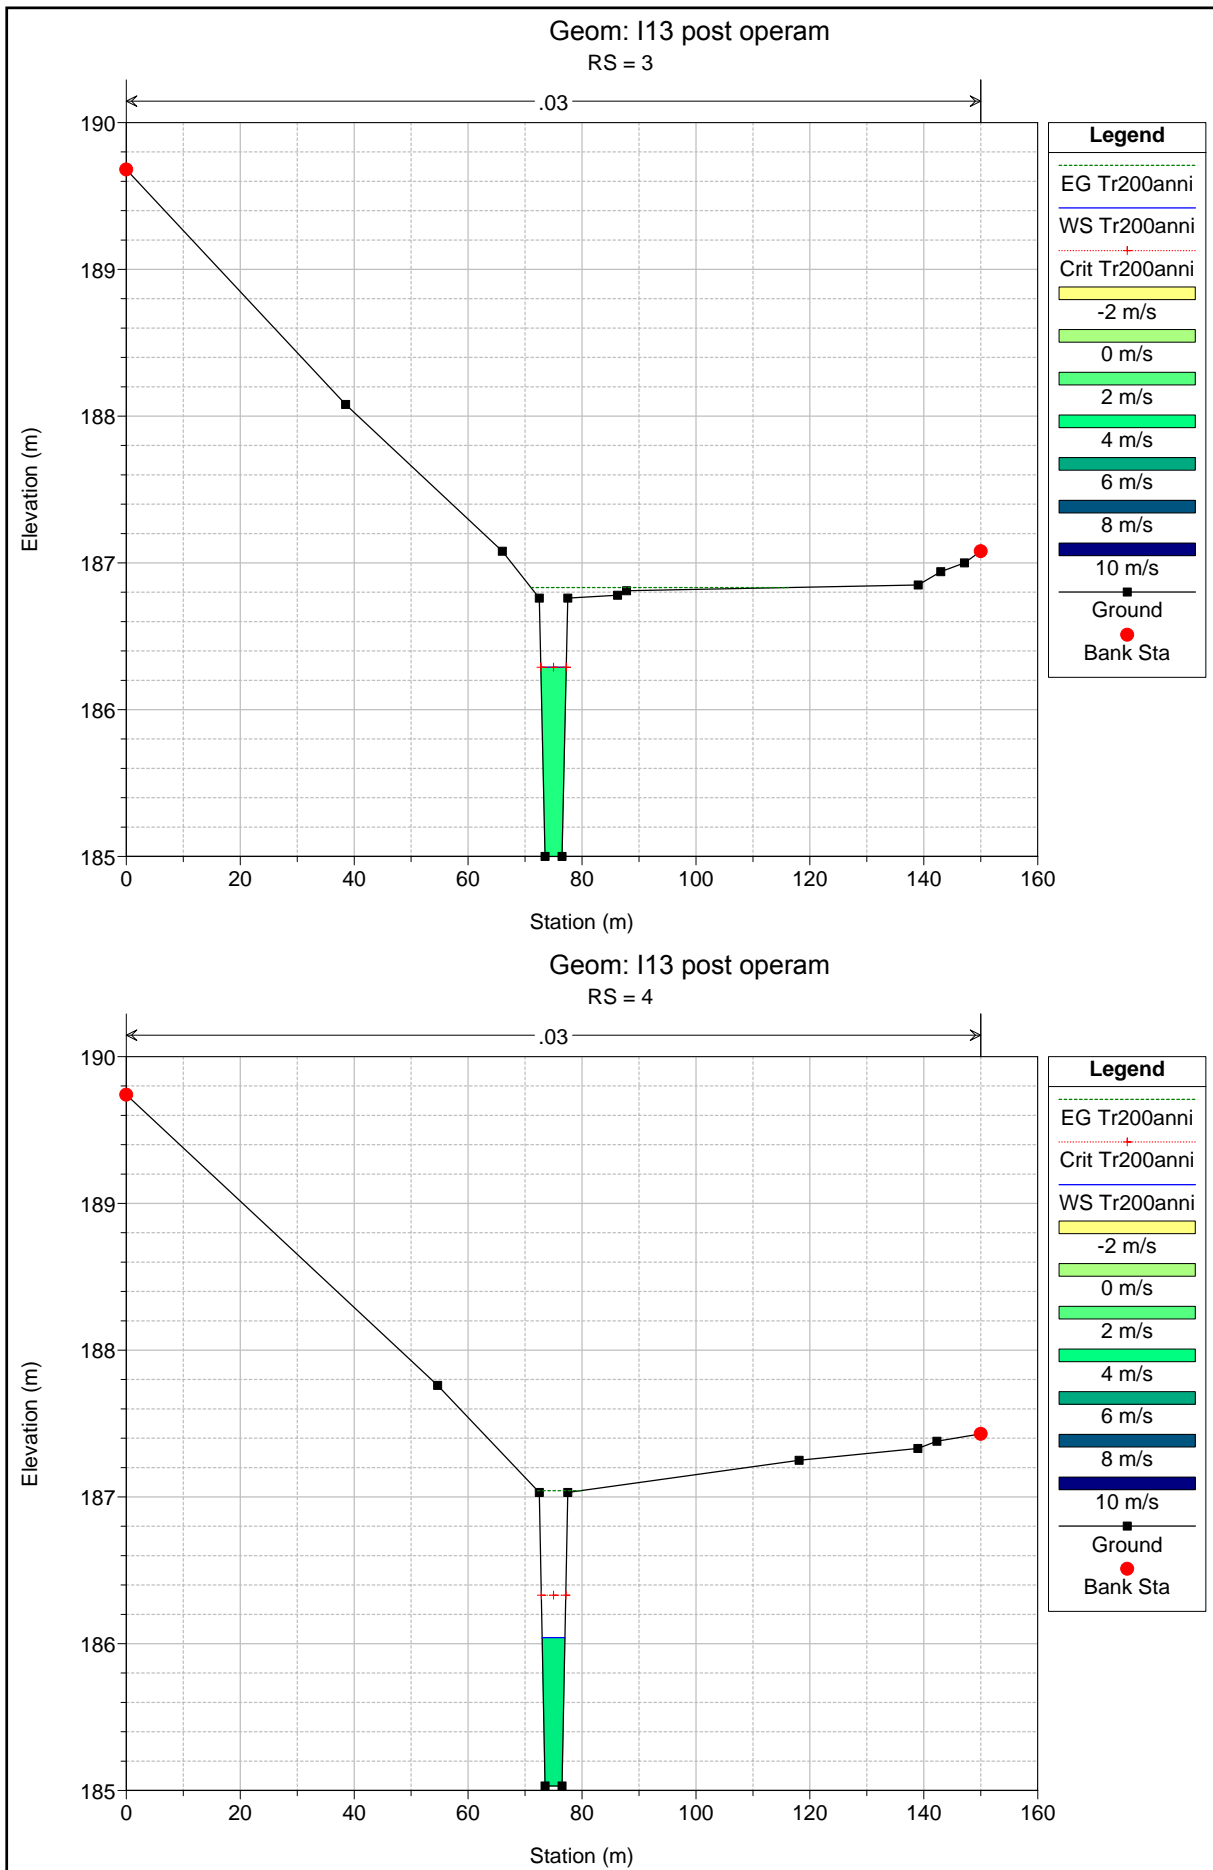 Geom: I13 post operam
RS = 3
.03
190
189
188
187
186
185
Elevation (m)
0 20 40 60 80 100 120 140 160
Station (m)
Legend
EG Tr200anni
WS Tr200anni
Crit Tr200anni
-2 m/s
0 m/s
2 m/s
4 m/s
6 m/s
8 m/s
10 m/s
Ground
Bank Sta
Geom: I13 post operam
RS = 4
.03
190
189
188
187
186
185
Elevation (m)
0 20 40 60 80 100 120 140 160
Station (m)
Legend
EG Tr200anni
Crit Tr200anni
WS Tr200anni
-2 m/s
0 m/s
2 m/s
4 m/s
6 m/s
8 m/s
10 m/s
Ground
Bank Sta